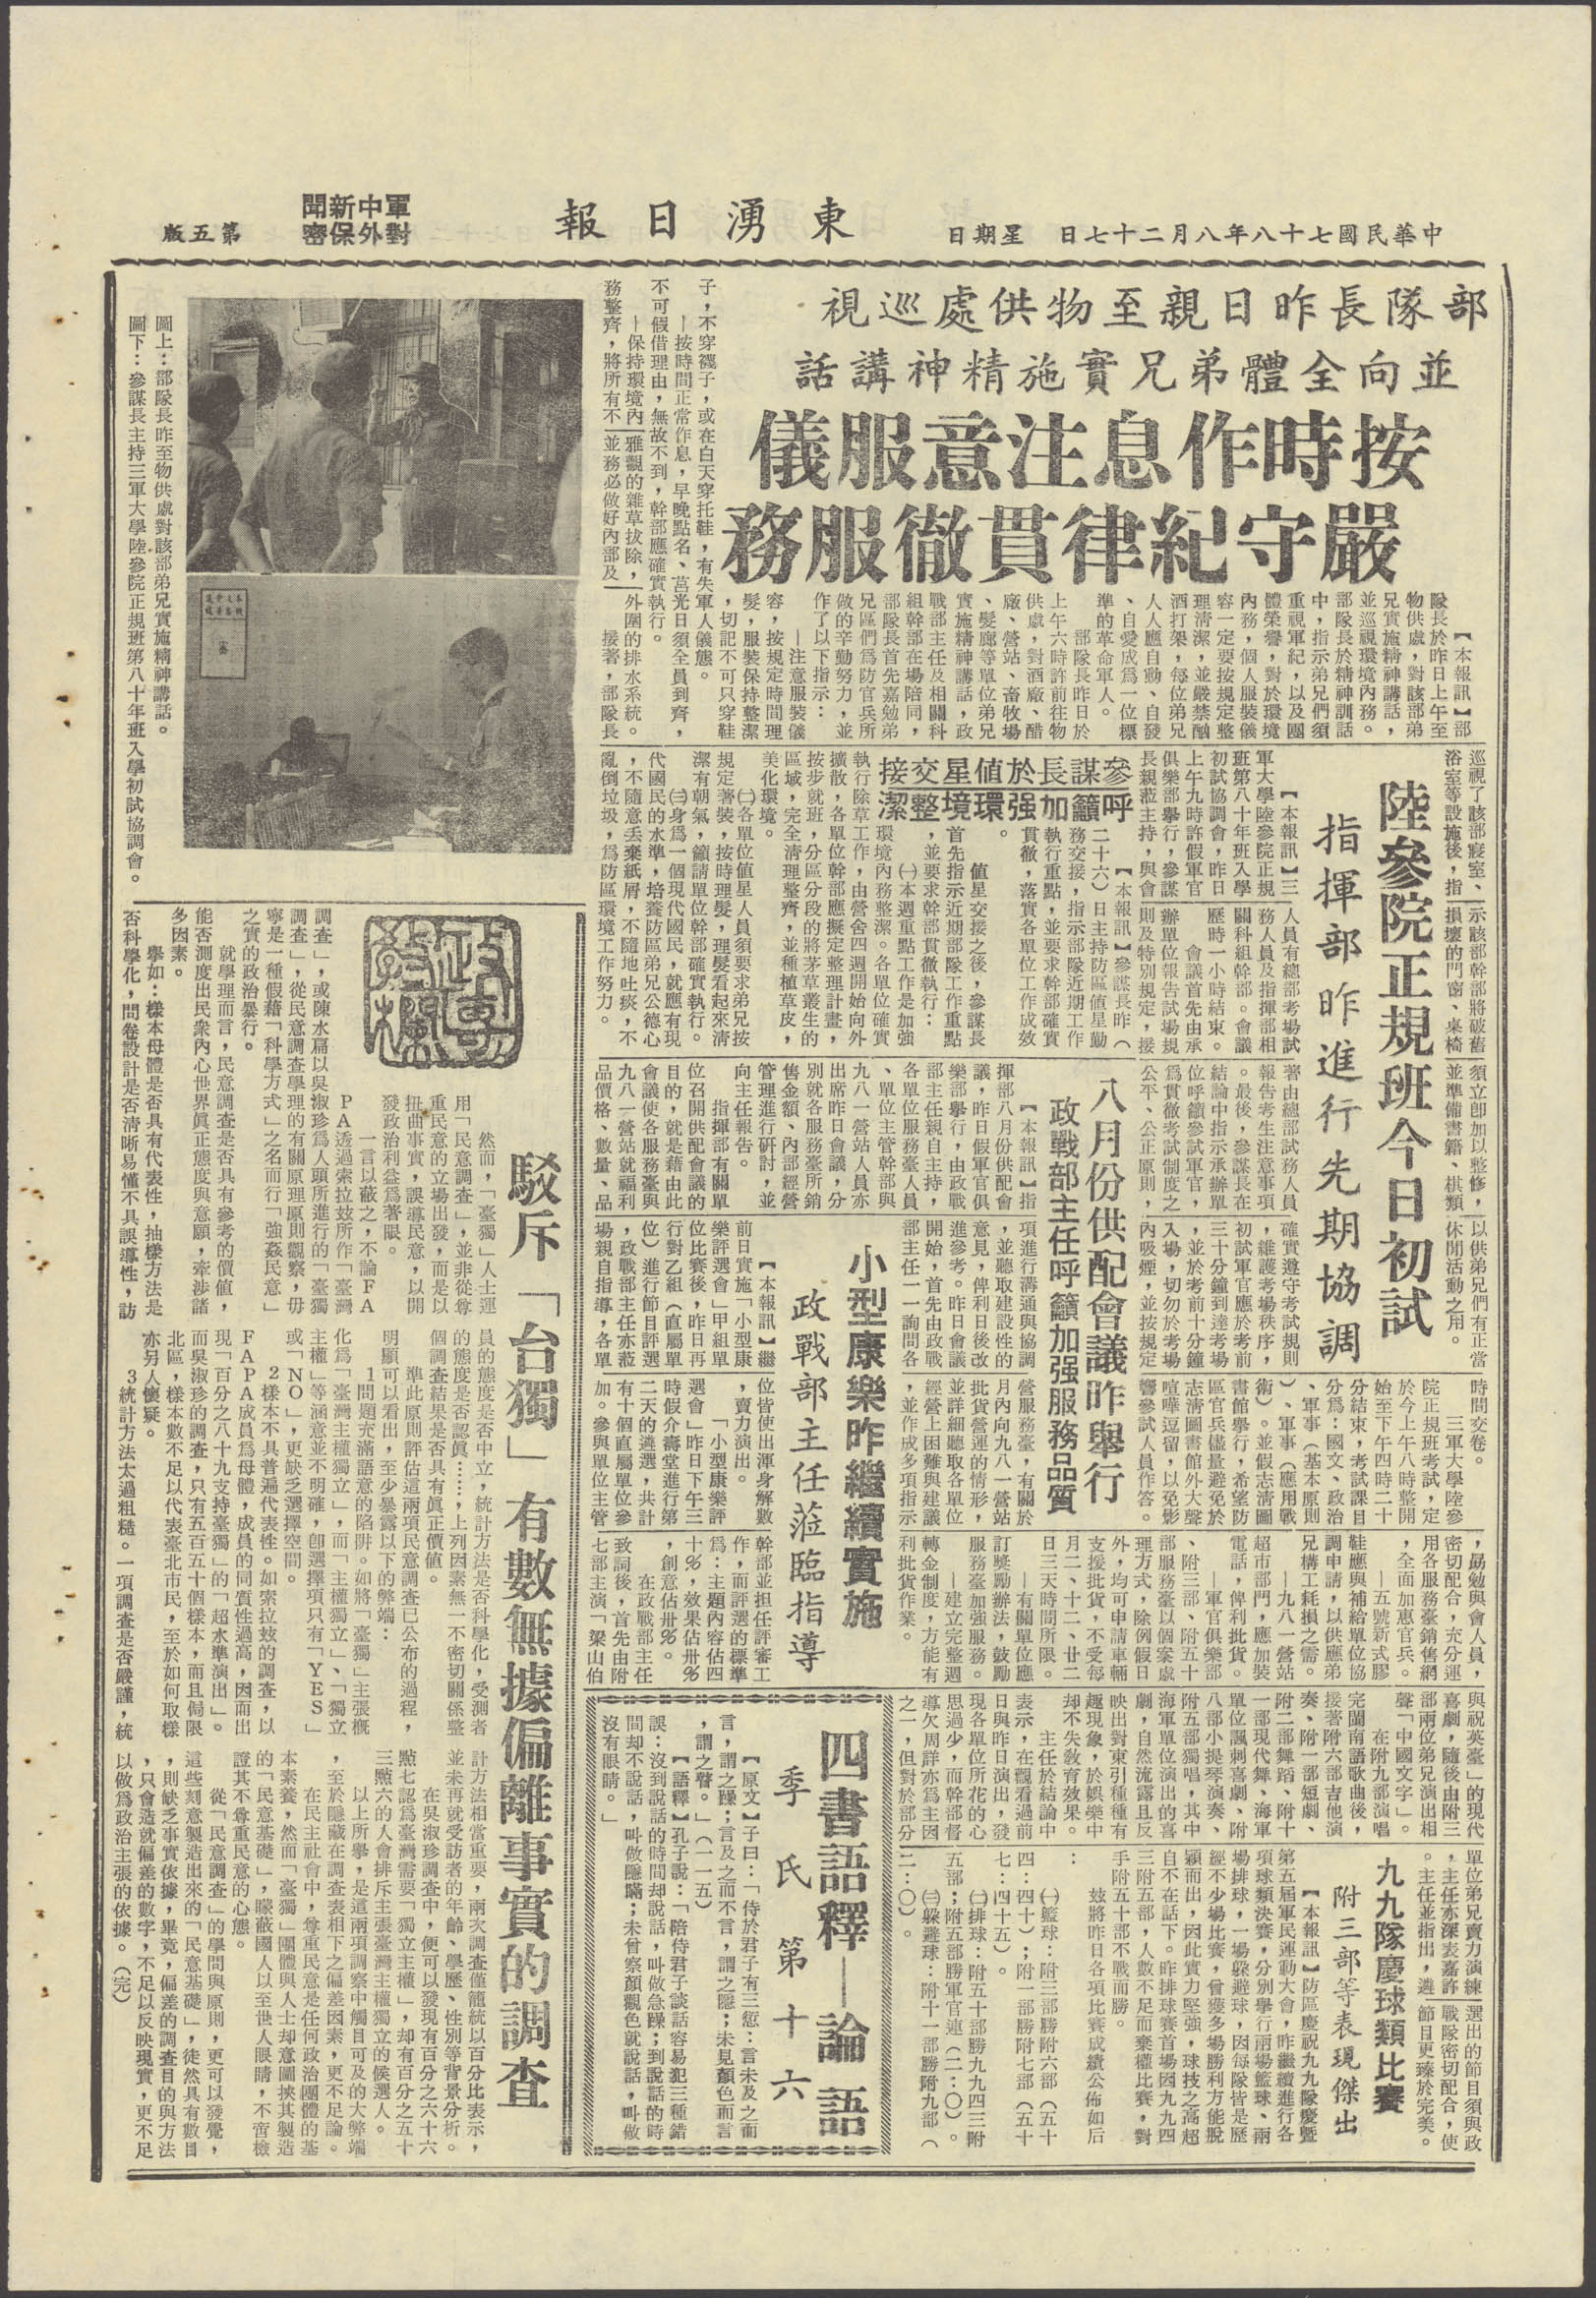 中華民國七十八年八月二十七日　星期日
東湧日報
軍中新聞
對外保密
第五版
部隊長昨日親至物供處巡視
並向全體弟兄實施精神講話
按時作息注意服儀
嚴守紀律貫徹服務
【本報訊】部
隊長於昨日上午至
物供處，對該部弟
兄實施精神講話，
並巡視環境內務。
部隊長於精神訓話
中，指示弟兄們須
重視軍紀，以及團
體榮譽，對於環境
內務，個人服裝儀
容一定要按規定整
理清潔，並嚴禁酗
酒打架，每位弟兄
人人應自動、自發
、自愛成為一位標
準的革命軍人。
部隊長昨日於
上午六時許前往物
供處，對酒廠、醋
廠、營站、畜牧場
、髮廊等單位弟兄
實施精神講話，政
戰部主任及相關科
組幹部在場陪同，
部隊長首先嘉勉弟
兄區們為防區官兵所
做的辛勤努力，並
作了以下指示：
—注意服裝儀
容，按規定時間理
髮，服裝保持整潔
，切記不可只穿鞋
子，不穿襪子，或在白天穿托鞋，有失軍人儀態。
—按時間正常作息，早晚點名、莒光日須全員到齊，
不可假借理由，無故不到，幹部應確實執行。
—保持環境內
務整齊，將所有不
雅觀的雜草拔除，
並務必做好內部及
外圍的排水系統。
接著，部隊長
巡視了該部寢室、
浴室等設施後，指
示該部幹部將破舊
損壞的門窗、桌椅
須立卽加以整修，
並準備書籍、棋類
以供弟兄們有正當
休閒活動之用。
圖上：部隊長昨至物供處對該部弟兄實施精神講話。
圖下：參謀長主持三軍大學陸參院正規班第八十年班入學初試協調會。
陸參院正規班今日初試
指揮部昨進行先期協調
【本報訊】三
軍大學陸參院正規
班第八十年班入學
初試協調會，昨日
上午九時許假軍官
俱樂部舉行，參謀
長親蒞主持，與會
人員有總部考場試
務人員及指揮部相
關科組幹部。會議
歷時一小時結束。
會議首先由承
辦單位報告試場規
則及特別規定，接
著由總部試務人員
報告考生注意事項
。最後，參謀長在
結論中指示承辦單
位呼籲參試軍官，
為貫徹考試制度之
公平、公正原則，
確實遵守考試規則
，維護考場秩序，
初試軍官應於考前
三十分鐘到達考場
，並於考前十分鐘
入場，切勿於考場
內吸煙，並按規定
時間交卷。
三軍大學陸參
院正規班考試，定
於今上午八時整開
始至下午四時二十
分結束，考試課目
分為：國文、政治
、軍事（基本原則
）、軍事（應用戰
術）。並假志清圖
書館舉行，希望防
區官兵儘量避免於
志清圖書館外大聲
喧嘩逗留，以免影
響參試人員作答。
參謀長於值星交接
呼籲加强環境整潔
【本報訊】參謀長昨（
二十六）日主持防區值星勤
務交接，指示部隊近期工作
執行重點，並要求幹部確實
貫徹，落實各單位工作成效
。
值星交接之後，參謀長
首先指示近期部隊工作重點
，並要求幹部貫徹執行：
㈠本週重點工作是加強
環境內務整潔。各單位確實
執行除草工作，由營舍四週開始向外
擴散，各單位幹部應擬定整理計畫，
按步就班，分區分段的將茅草叢生的
區域，完全清理整齊，並種植草皮，
美化環境。
㈡各單位值星人員須要求弟兄按
規定著裝，按時理髮，理髮看起來清
潔有朝氣，籲請單位幹部確實執行。
㈢身為一個現代國民，就應有現
代國民的水準，培養防區弟兄公德心
，不隨意丢棄紙屑，不隨地吐痰，不
亂倒垃圾，為防區環境工作努力。
八月份供配會議昨舉行
政戰部主任呼籲加强服務品質
【本報訊】指
揮部八月份供配會
議，昨日假軍官俱
樂部舉行，由政戰
部主任親自主持，
各單位服務臺人員
、單位主管幹部與
九八一營站人員亦
出席昨日會議，分
別就各服務臺所銷
售金額、內部經營
管理進行研討，並
向主任報告。
指揮部有關單
位召開供配會議的
目的，就是藉由此
會議使各服務臺與
九八一營站就福利
品價格、數量、品
項進行溝通與協調
，並聽取建設性的
意見，俾利日後改
進參考。昨日會議
開始，首先由政戰
部主任一一詢問各
營服務臺，有關於
月內向九八一營站
批貨營運的情形，
並詳細聽取各單位
經營上困難與建議
，並作成多項指示
，勗勉與會人員，
密切配合，充分運
用各服務臺銷售網
，全面加惠官兵。
—五號新式膠
鞋應與補給單位協
調申請，以供應弟
兄構工耗損之需。
—九八一營站
超市部門，應加裝
電話，俾利批貨。
—軍官俱樂部
、附三部、附五十
部服務臺以個案處
理方式，除例假日
外，均可申請車輛
支援批貨，不受每
月二、十二、廿二
日三天時間所限。
—有關單位應
訂獎勵辦法，鼓勵
服務臺加強服務。
—建立完整週
轉金制度，方能有
利批貨作業。
小型康樂昨繼續實施
政戰部主任蒞臨指導
【本報訊】繼
前日實施「小型康
樂評選會」甲組單
位比賽後，昨日再
行對乙組（直屬單
位）進行節目評選
，政戰部主任亦蒞
場親自指導，各單
位皆使出渾身解數
，賣力演出。
「小型康樂評
選會」昨日下午三
時假介壽堂進行第
二天的遴選，共計
有十個直屬單位參
加。參與單位主管
幹部並担任評審工
作，而評選的標準
為：主題內容佔四
十％，效果佔卅％
，創意佔卅％。
在政戰部主任
致詞後，首先由附
七部主演「梁山伯
與祝英臺」的現代
喜劇，隨後由附三
部兩位弟兄演出相
聲「中國文字」。
在附九部演唱
完閩南語歌曲後，
接著附六部吉他演
奏、附一部短劇、
附二部舞蹈、附十
一部現代舞、海軍
單位諷刺喜劇、附
八部小提琴演奏、
附五部獨唱，其中
海軍單位演出的喜
劇，自然流露且反
映出對東引種種有
趣現象，於娛樂中
却不失敎育效果。
主任於結論中
表示，在觀看過前
日與昨日演出，發
現各單位所花的心
思過少，而幹部督
導欠周詳亦為主因
之一，但對於部分
單位弟兄賣力演練
，主任亦深表嘉許
。主任並指出，遴
選出的節目須與政
戰隊密切配合，使
節目更臻於完美。
九九隊慶球類比賽
附三部等表現傑出
【本報訊】防區慶祝九九隊慶暨
第五屆軍民運動大會，昨繼續進行各
項球類決賽，分別舉行兩場籃球、兩
場排球，一場躱避球，因每隊皆是歷
經不少場比賽，曾獲多場勝利方能脫
穎而出，因此實力堅強，球技之高超
自不在話下。昨排球賽首場因九九四
三附五部，人數不足而棄權比賽，對
手附五十部不戰而勝。
玆將昨日各項比賽成績公佈如后
：
㈠籃球：附三部勝附六部（五十
四：四十）；附一部勝附七部（五十
七：四十五）。
㈡排球：附五十部勝九九四三附
五部；附五部勝軍官連（二：〇）。
㈢躱避球：附十一部勝附九部（
二：〇）。
四書語釋—論語
季氏第十六
【原文】子曰：「侍於君子有三愆：言未及之而
言，謂之躁；言及之而不言，謂之隱；未見顏色而言
，謂之瞽。」（一一五）
【語釋】孔子說：「陪侍君子談話容易犯三種錯
誤：沒到說話的時間却說話，叫做急躁；到說話的時
間却不說話，叫做隱瞞；未曾察顏觀色就說話，叫做
沒有眼睛。」
政專
敎欄
駁斥「台獨」有數無據偏離事實的調查
然而，「臺獨」人士運
用「民意調查」，並非從尊
重民意的立場出發，而是以
扭曲事實，誤導民意，以開
發政治利益為著眼。
一言以蔽之，不論ＦＡ
ＰＡ透過索拉玆所作「臺灣
調查」，或陳水扁以吳淑珍為人頭所進行的「臺獨
調查」，從民意調查學理的有關原理原則觀察，毋
寧是一種假藉「科學方式」之名而行「強姦民意」
之實的政治暴行。
就學理而言，民意調查是否具有參考的價值，
能否測度出民衆內心世界眞正態度與意願，牽涉諸
多因素。
擧如：樣本母體是否具有代表性，抽樣方法是
否科學化，問卷設計是否清晰易懂不具誤導性，訪
員的態度是否中立，統計方法是否科學化，受測者
的態度是否認眞……，上列因素無一不密切關係整
個調查結果是否具有眞正價值。
準此原則評估這兩項民意調查已公布的過程，
明顯可以看出，至少暴露以下的弊端：
1問題充滿語意的陷阱。如將「臺獨」主張概
化為「臺灣主權獨立」，而「主權獨立」、「獨立
主權」等涵意並不明確，卽選擇項只有「ＹＥＳ」
或「ＮＯ」，更缺乏選擇空間。
2樣本不具普遍代表性。如索拉玆的調查，以
ＦＡＰＡ成員為母體，成員的同質性過高，因而出
現「百分之八十九支持臺獨」的「超水準演出」。
而吳淑珍的調查，只有五百五十個樣本，而且侷限
北區，樣本數不足以代表臺北市民，至於如何取樣
亦另人懷疑。
3統計方法太過粗糙。一項調查是否嚴謹，統
計方法相當重要，兩次調查僅籠統以百分比表示，
並未再就受訪者的年齡、學歷、性別等背景分析。
在吳淑珍調查中，便可以發現有百分之六十六
點七認為臺灣需要「獨立主權」，却有百分之五十
三點六的人會排斥主張臺灣主權獨立的候選人。
以上所擧，是這兩項調察中觸目可及的大弊端
，至於隱藏在調查表相下之偏差因素，更不足論。
在民主社會中，尊重民意是任何政治團體的基
本素養，然而「臺獨」團體與人士却意圖挾其製造
的「民意基礎」，矇蔽國人以至世人眼睛，不啻檢
證其不尊重民意的心態。
從「民意調查」的學問與原則，更可以發覺，
這些刻意製造出來的「民意基礎」，徒然具有數目
，則缺乏事實依據，畢竟，偏差的調查目的與方法
，只會造就偏差的數字，不足以反映現實，更不足
以做為政治主張的依據。（完）